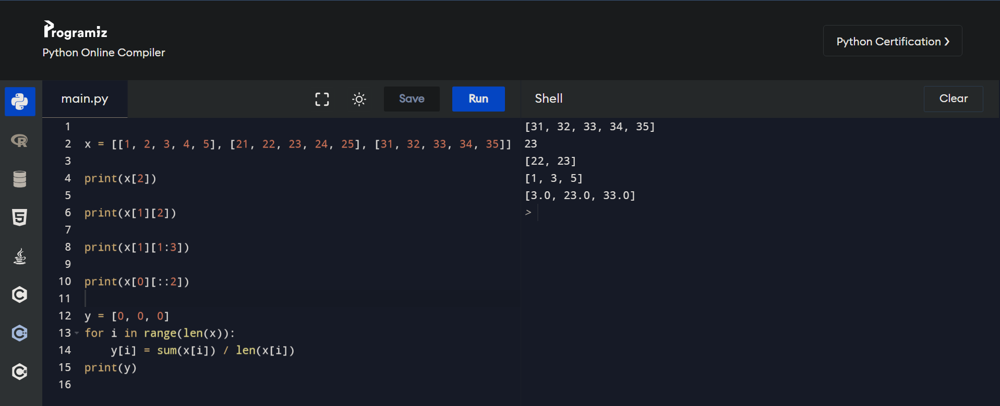 Programiz
Python Online Compiler
Python Certification ❯
main.py
Save
Run
Shell
Clear
1
2 x = [[1, 2, 3, 4, 5], [21, 22, 23, 24, 25], [31, 32, 33, 34, 35]]
3
4 print(x[2])
5
6 print(x[1][2])
7
8 print(x[1][1:3])
9
10 print(x[0][::2])
11
12 y = [0, 0, 0]
13 for i in range(len(x)):
14     y[i] = sum(x[i]) / len(x[i])
15 print(y)
16
[31, 32, 33, 34, 35]
23
[22, 23]
[1, 3, 5]
[3.0, 23.0, 33.0]
>
R
5
C
C++
C#